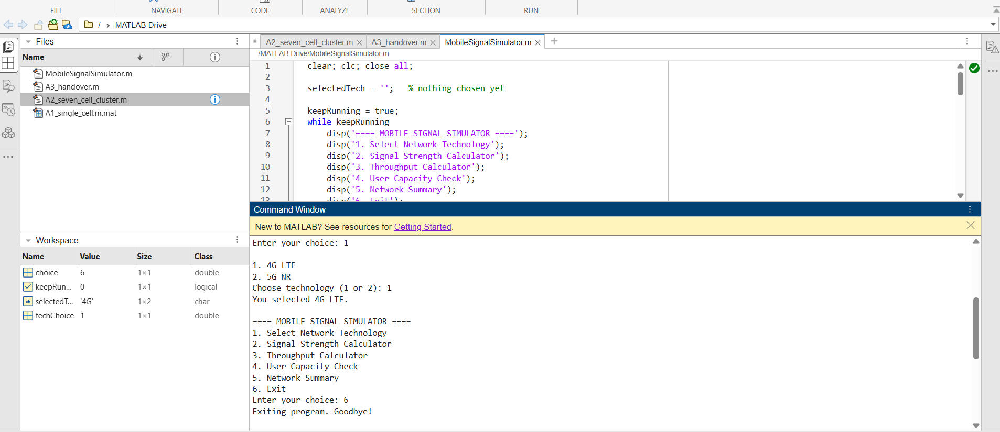 FILE NAVIGATE CODE ANALYZE SECTION RUN
/ › MATLAB Drive
Files
Name
MobileSignalSimulator.m
A3_handover.m
A2_seven_cell_cluster.m
A1_single_cell.m.mat
Workspace
Name Value Size Class
choice 6 1×1 double
keepRun... 0 1×1 logical
selectedT... '4G' 1×2 char
techChoice 1 1×1 double
A2_seven_cell_cluster.m A3_handover.m MobileSignalSimulator.m
/MATLAB Drive/MobileSignalSimulator.m
1 clear; clc; close all;
2
3 selectedTech = ''; % nothing chosen yet
4
5 keepRunning = true;
6 while keepRunning
7 disp('==== MOBILE SIGNAL SIMULATOR ====');
8 disp('1. Select Network Technology');
9 disp('2. Signal Strength Calculator');
10 disp('3. Throughput Calculator');
11 disp('4. User Capacity Check');
12 disp('5. Network Summary');
13 disp('6. Exit');
Command Window
New to MATLAB? See resources for Getting Started.
Enter your choice: 1
1. 4G LTE
2. 5G NR
Choose technology (1 or 2): 1
You selected 4G LTE.
==== MOBILE SIGNAL SIMULATOR ====
1. Select Network Technology
2. Signal Strength Calculator
3. Throughput Calculator
4. User Capacity Check
5. Network Summary
6. Exit
Enter your choice: 6
Exiting program. Goodbye!